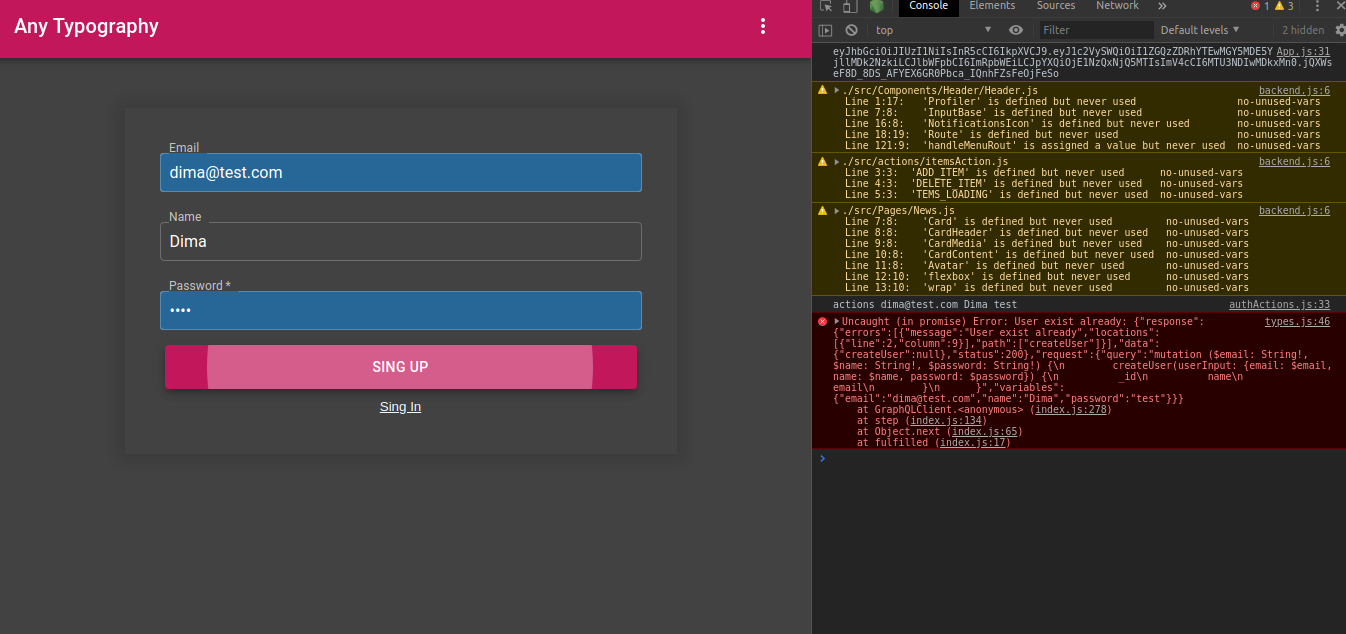 Any Typography
Email
dima@test.com
Name
Dima
Password *
••••
SING UP
Sing In
Console Elements Sources Network » 1 3
top Filter Default levels 2 hidden
App.js:31
./src/Components/Header/Header.js backend.js:6
Line 1:17: 'Profiler' is defined but never used no-unused-vars
Line 7:8: 'InputBase' is defined but never used no-unused-vars
Line 16:8: 'NotificationsIcon' is defined but never used no-unused-vars
Line 18:19: 'Route' is defined but never used no-unused-vars
Line 121:9: 'handleMenuRout' is assigned a value but never used no-unused-vars
./src/actions/itemsAction.js backend.js:6
Line 3:3: 'ADD_ITEM' is defined but never used no-unused-vars
Line 4:3: 'DELETE_ITEM' is defined but never used no-unused-vars
Line 5:3: 'TEMS_LOADING' is defined but never used no-unused-vars
./src/Pages/News.js backend.js:6
Line 7:8: 'Card' is defined but never used no-unused-vars
Line 8:8: 'CardHeader' is defined but never used no-unused-vars
Line 9:8: 'CardMedia' is defined but never used no-unused-vars
Line 10:8: 'CardContent' is defined but never used no-unused-vars
Line 11:8: 'Avatar' is defined but never used no-unused-vars
Line 12:10: 'flexbox' is defined but never used no-unused-vars
Line 13:10: 'wrap' is defined but never used no-unused-vars
actions dima@test.com Dima test authActions.js:33
Uncaught (in promise) Error: User exist already: {"response": types.js:46
{"errors":[{"message":"User exist already","locations":
[{"line":2,"column":9}],"path":["createUser"]}],"data":
{"createUser":null},"status":200},"request":{"query":"mutation ($email: String!,
$name: String!, $password: String!) {\n createUser(userInput: {email: $email,
name: $name, password: $password}) {\n _id\n name\n
email\n }\n }","variables":
{"email":"dima@test.com","name":"Dima","password":"test"}}}
at GraphQLClient.<anonymous> (index.js:278)
at step (index.js:134)
at Object.next (index.js:65)
at fulfilled (index.js:17)